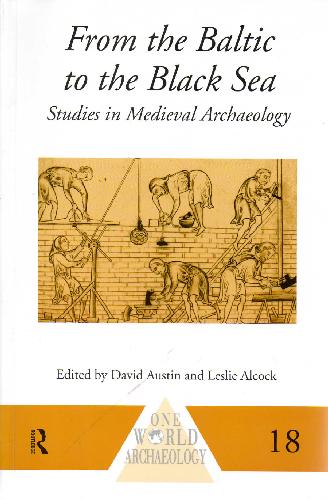 From the Baltic
to the Black Sea
Studies in Medieval Archaeology
Edited by David Austin and Leslie Alcock
ONE
WORLD
ARCHAEOLOGY
18
R
ROUTLEDGE